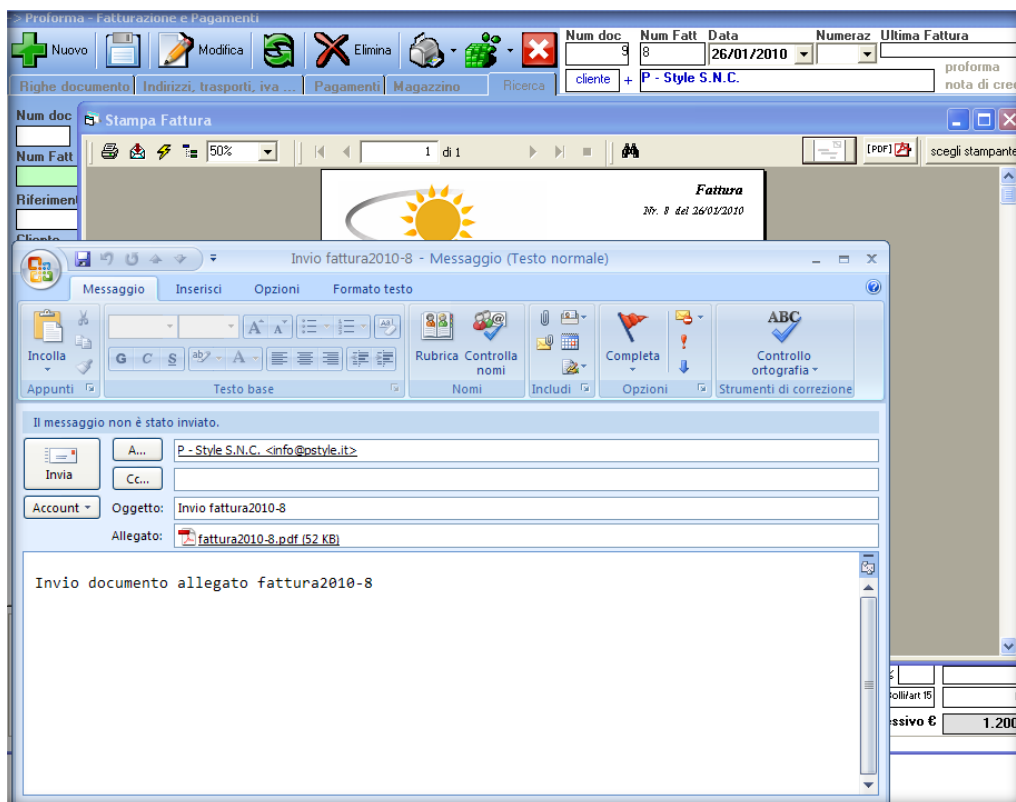 -> Proforma - Fatturazione e Pagamenti
Nuovo Modifica Elimina
Num doc Num Fatt Data Numeraz Ultima Fattura
9 8 26/01/2010
cliente + P - Style S.N.C.
proforma
nota di cre
Righe documento Indirizzi, trasporti, iva ... Pagamenti Magazzino Ricerca
Num doc
Num Fatt
Riferimen
Cliente
Stampa Fattura
50% 1 di 1 [PDF] scegli stampante
Fattura
Nr. 8 del 26/01/2010
Invio fattura2010-8 - Messaggio (Testo normale)
Messaggio Inserisci Opzioni Formato testo
Incolla
Appunti
G C S ab A
Testo base
Rubrica Controlla nomi
Nomi
Includi
Completa
Opzioni
ABC
Controllo ortografia
Strumenti di correzione
Il messaggio non è stato inviato.
Invia
A... P - Style S.N.C. <info@pstyle.it>
Cc...
Account Oggetto: Invio fattura2010-8
Allegato: fattura2010-8.pdf (52 KB)
Invio documento allegato fattura2010-8
%
Bolli/art 15
essivo € 1.200